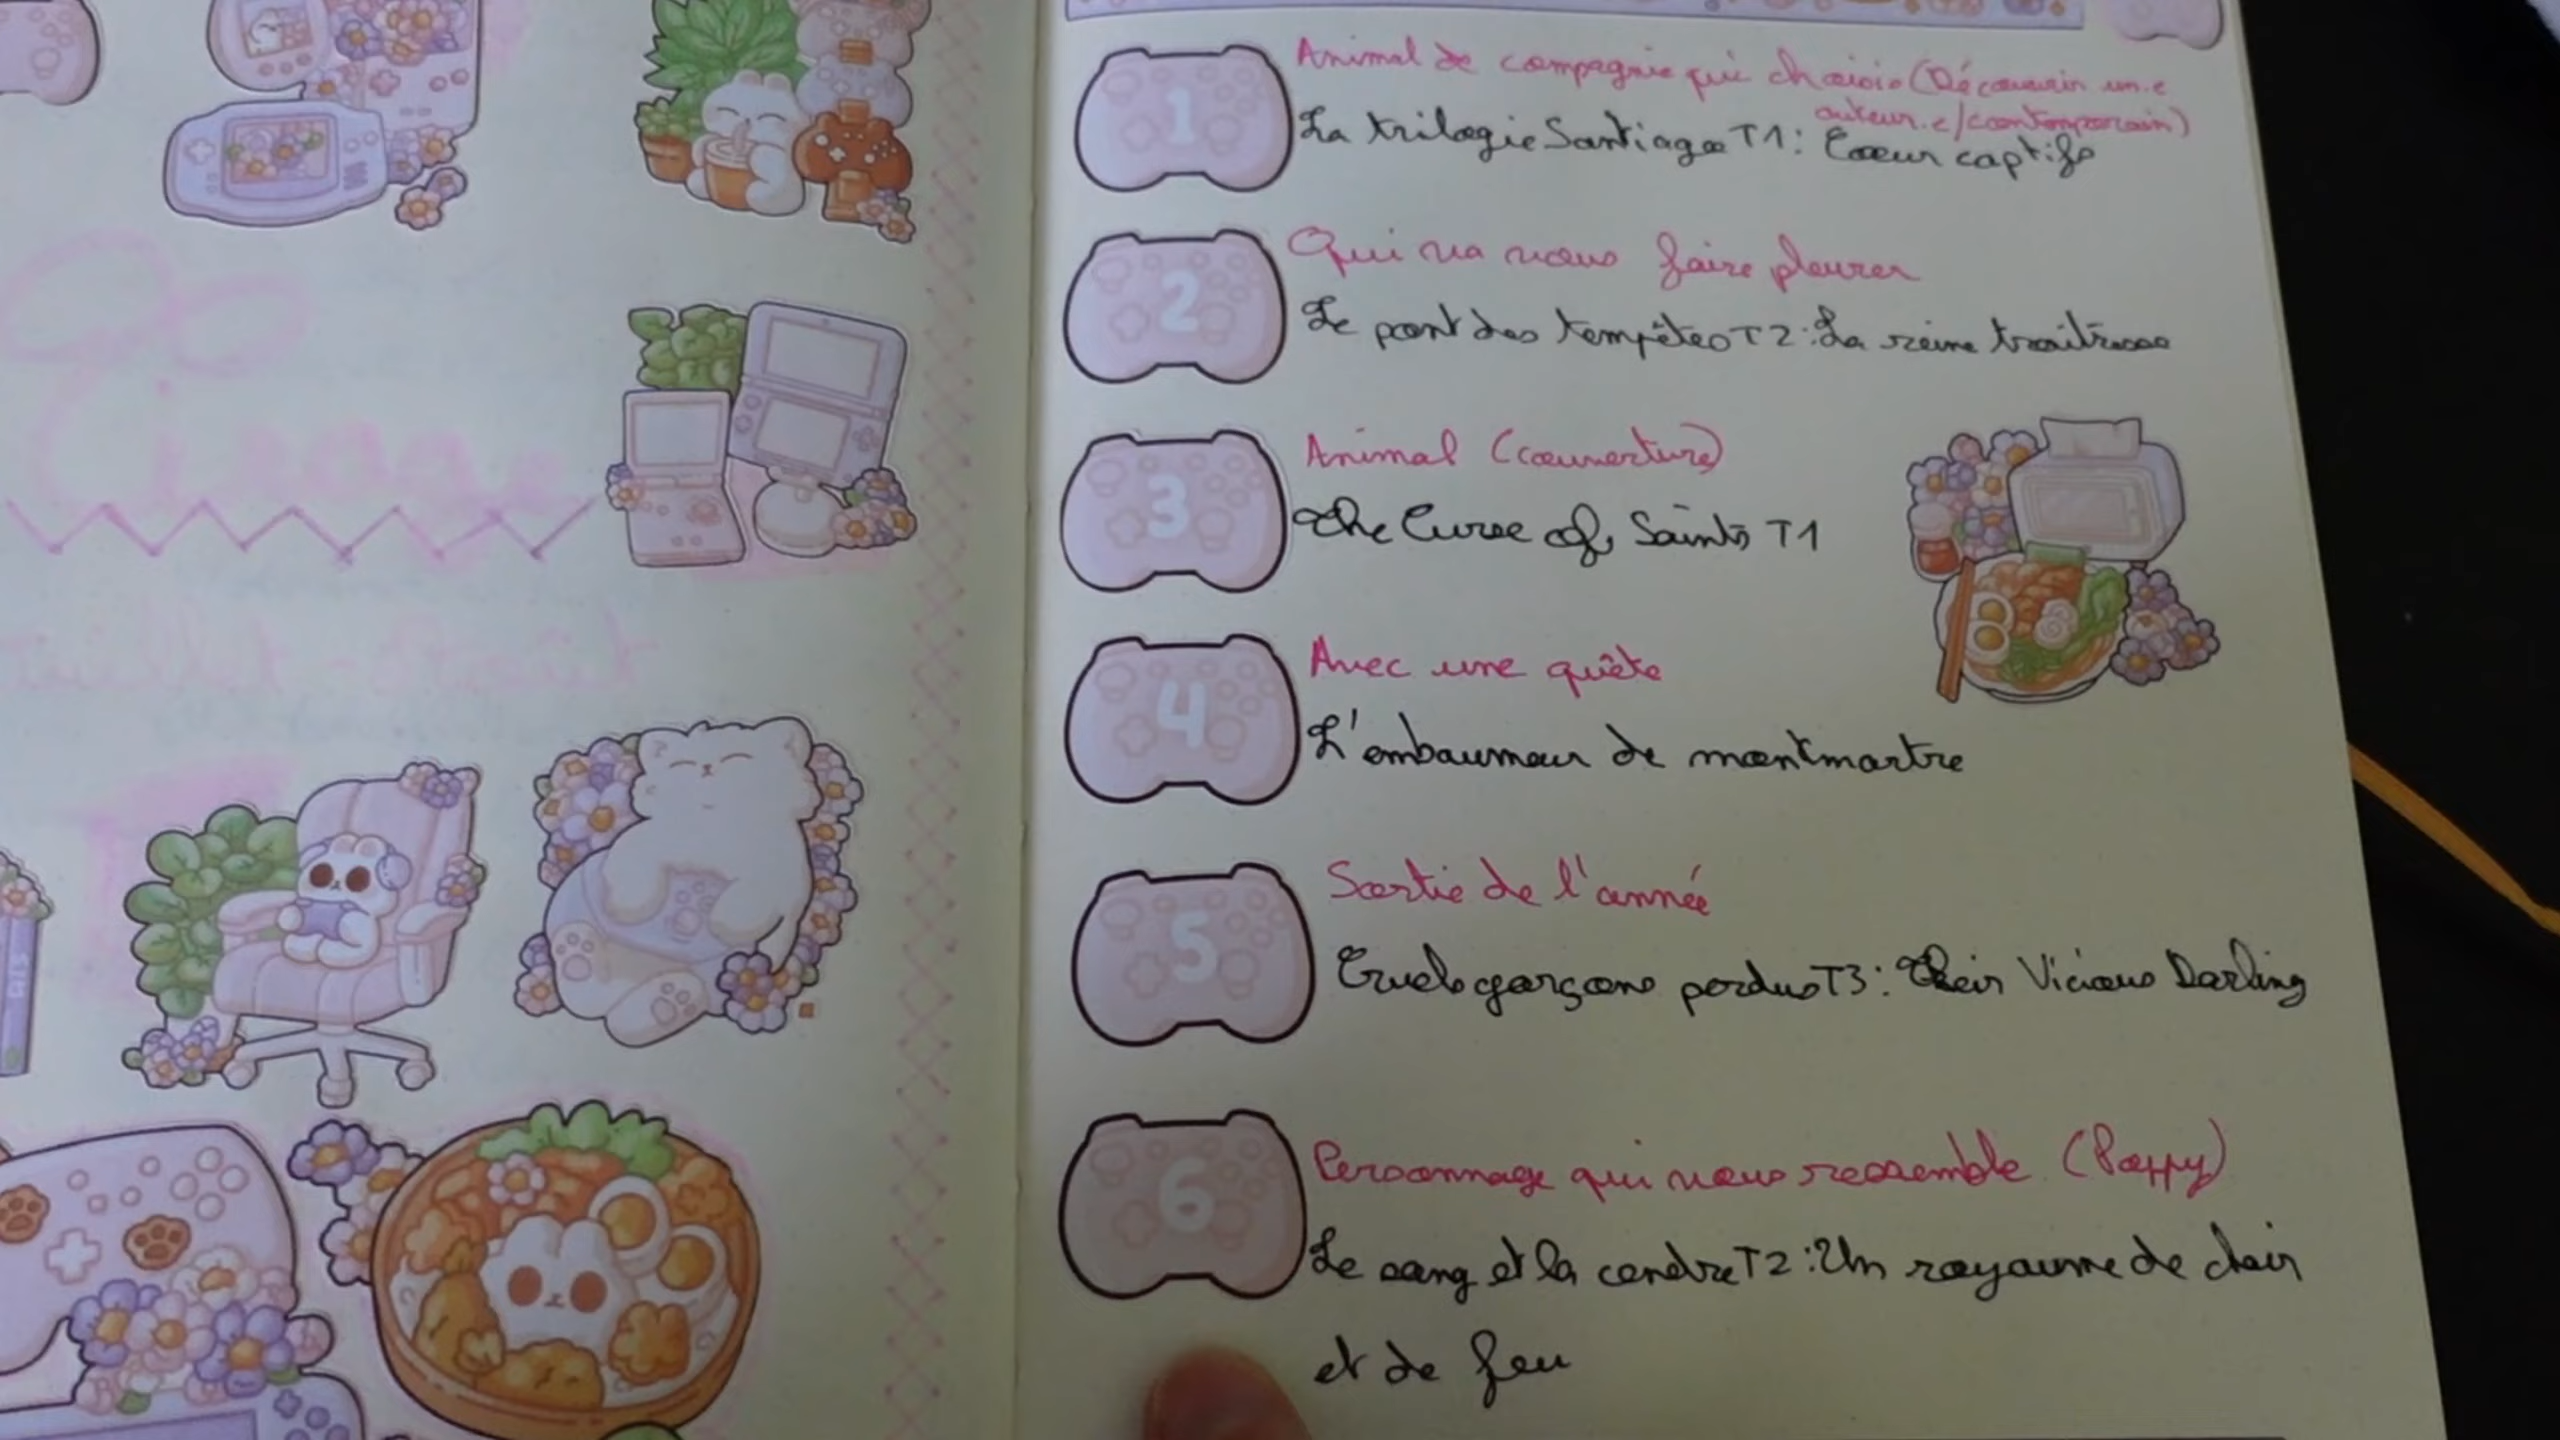 1
Animal de compagnie qui choisis (Découvrir un.e
auteur.e/contemporain)
La trilogie Santiago T1: Coeur captifs
2
Qui va nous faire pleurer
Le pont des tempêtes T2: La reine traîtresse
3
Animal (couverture)
The Curse of Saints T1
4
Avec une quête
L'embaumeur de montmartre
5
Sortie de l'année
Cruels garçons perdus T3: Their Vicious Darling
6
Personnage qui nous ressemble (Poppy)
Le sang et la cendre T2: Un royaume de chair
et de feu